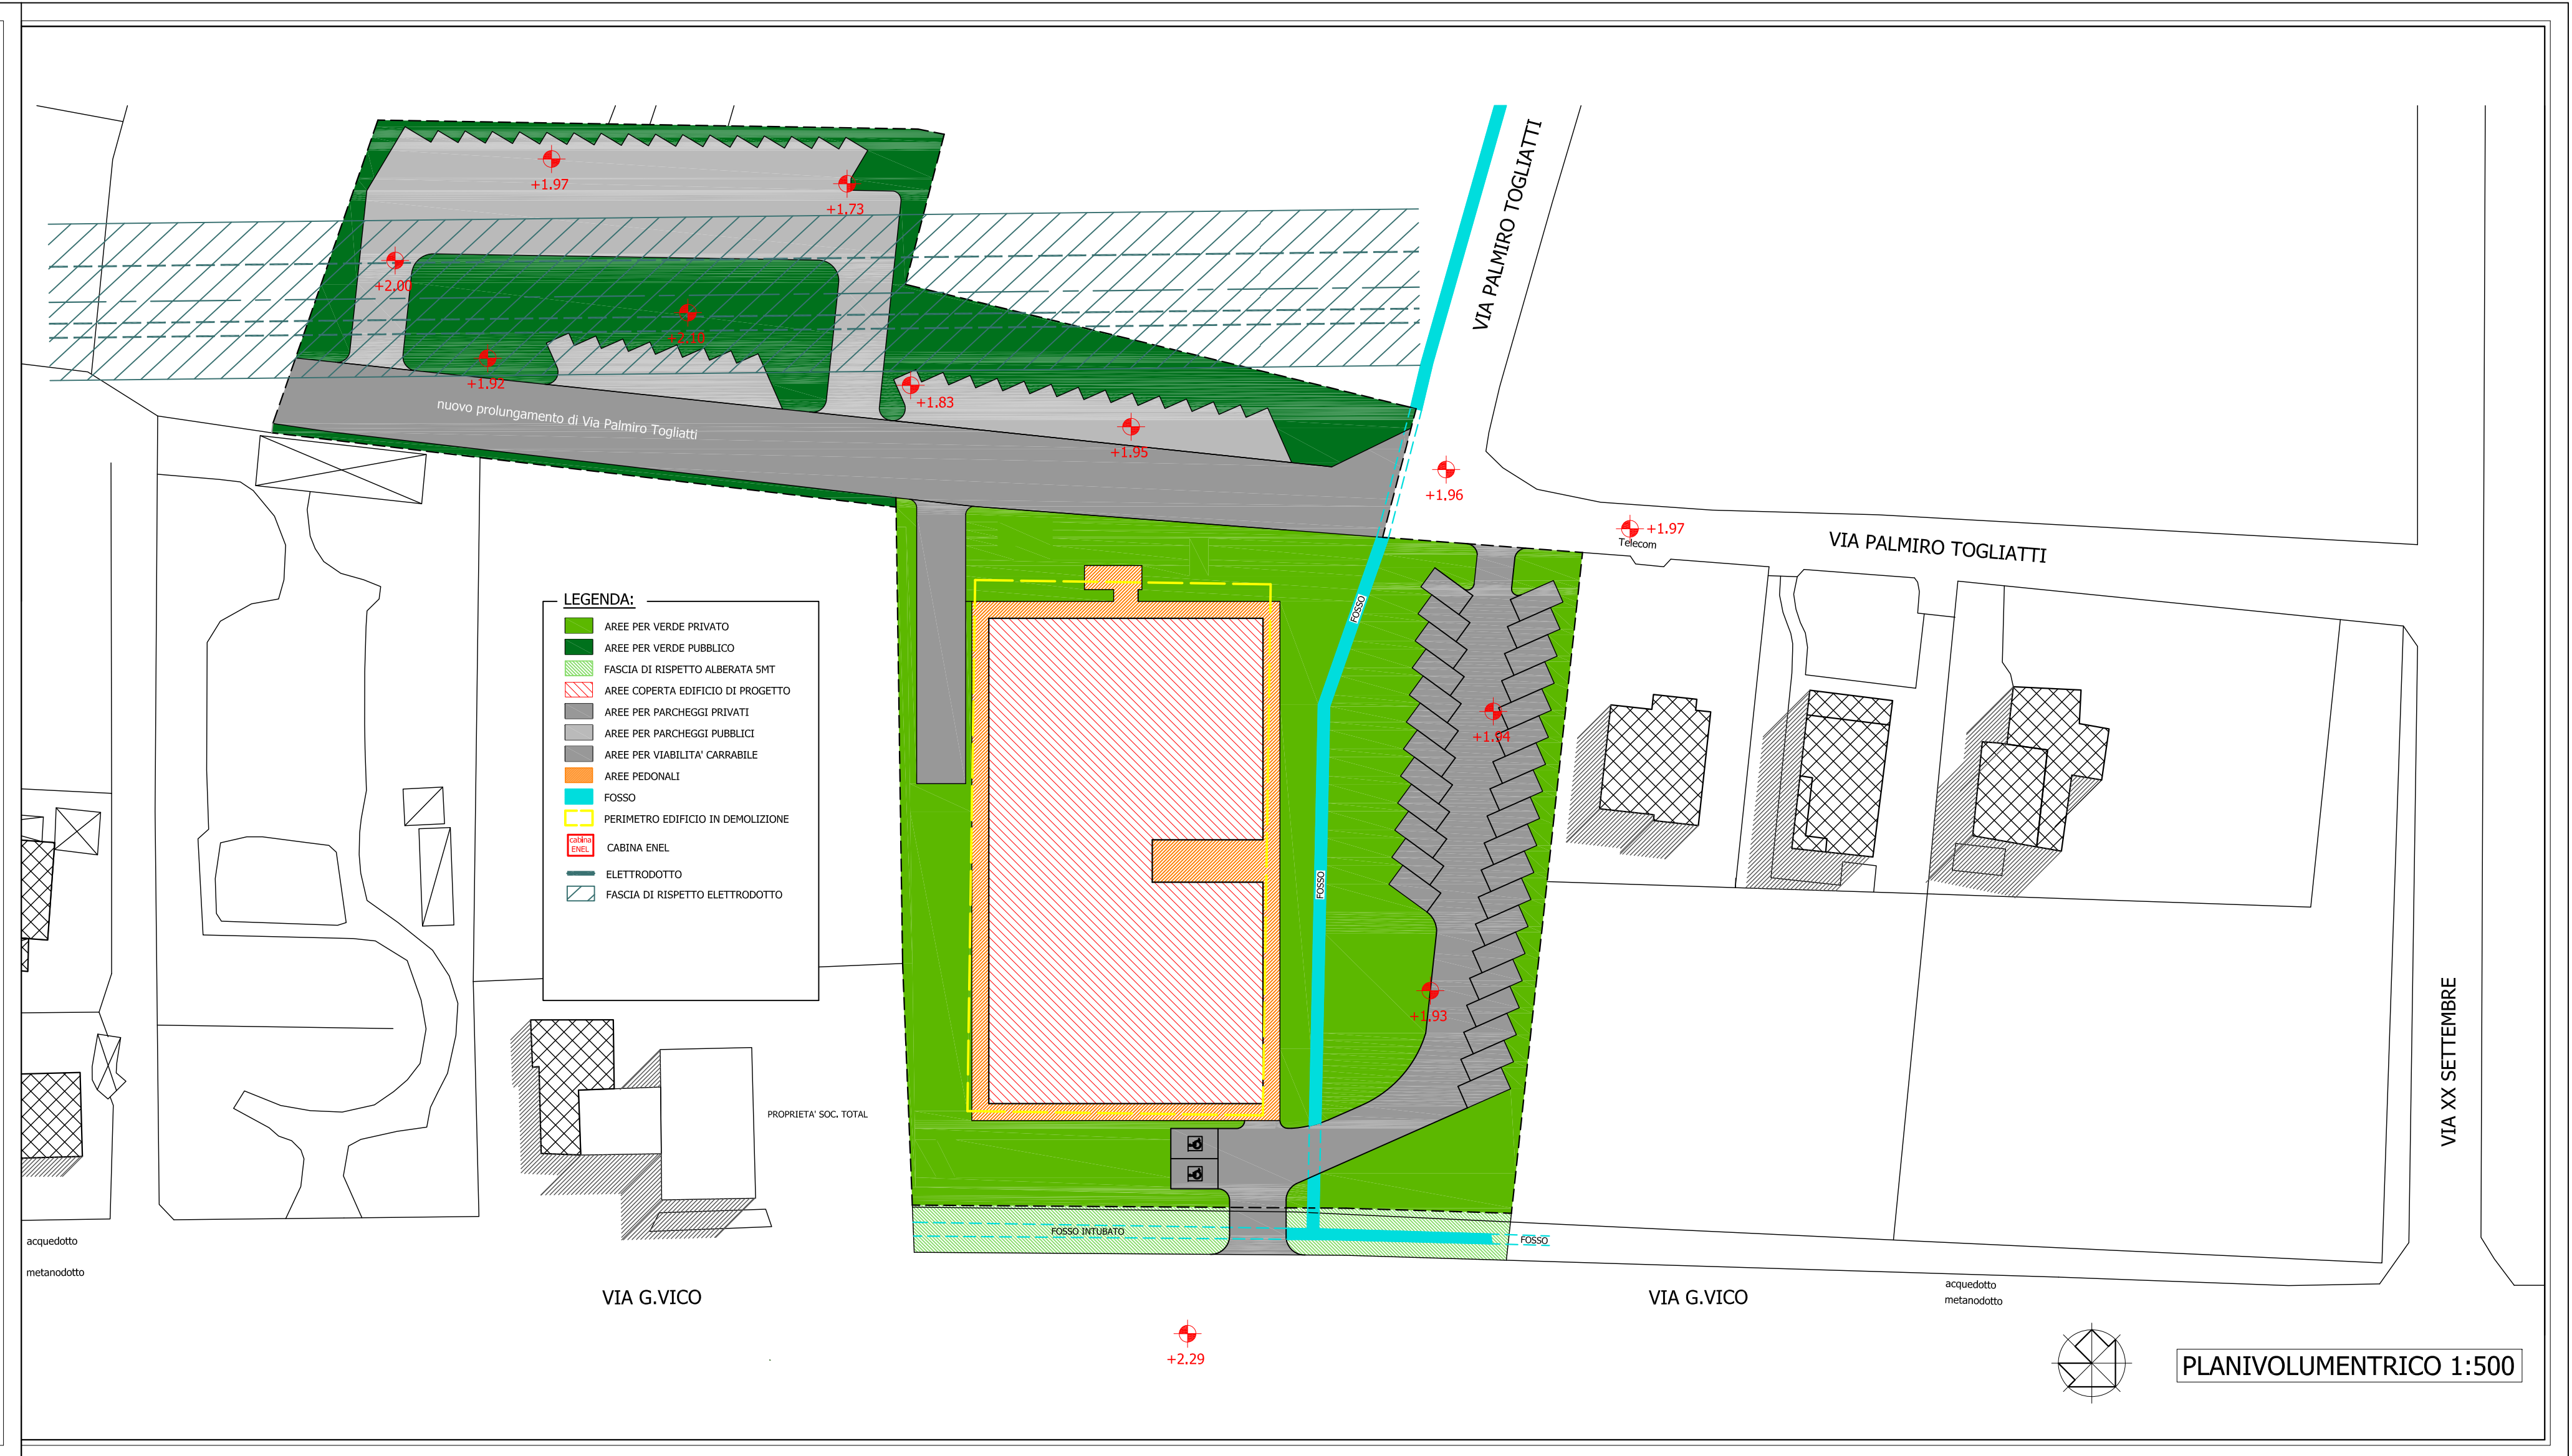 VIA PALMIRO TOGLIATTI
+1.97
+1.73
+2.00
+2.10
+1.92
+1.83
nuovo prolungamento di Via Palmiro Togliatti
+1.95
+1.96
+1.97
Telecom
VIA PALMIRO TOGLIATTI
LEGENDA:
AREE PER VERDE PRIVATO
AREE PER VERDE PUBBLICO
FASCIA DI RISPETTO ALBERATA 5MT
AREE COPERTA EDIFICIO DI PROGETTO
AREE PER PARCHEGGI PRIVATI
AREE PER PARCHEGGI PUBBLICI
AREE PER VIABILITA' CARRABILE
AREE PEDONALI
FOSSO
PERIMETRO EDIFICIO IN DEMOLIZIONE
cabina
ENEL
CABINA ENEL
ELETTRODOTTO
FASCIA DI RISPETTO ELETTRODOTTO
FOSSO
FOSSO
+1.94
+1.93
VIA XX SETTEMBRE
PROPRIETA' SOC. TOTAL
FOSSO INTUBATO
FOSSO
acquedotto
metanodotto
VIA G.VICO
VIA G.VICO
acquedotto
metanodotto
+2.29
PLANIVOLUMENTRICO 1:500